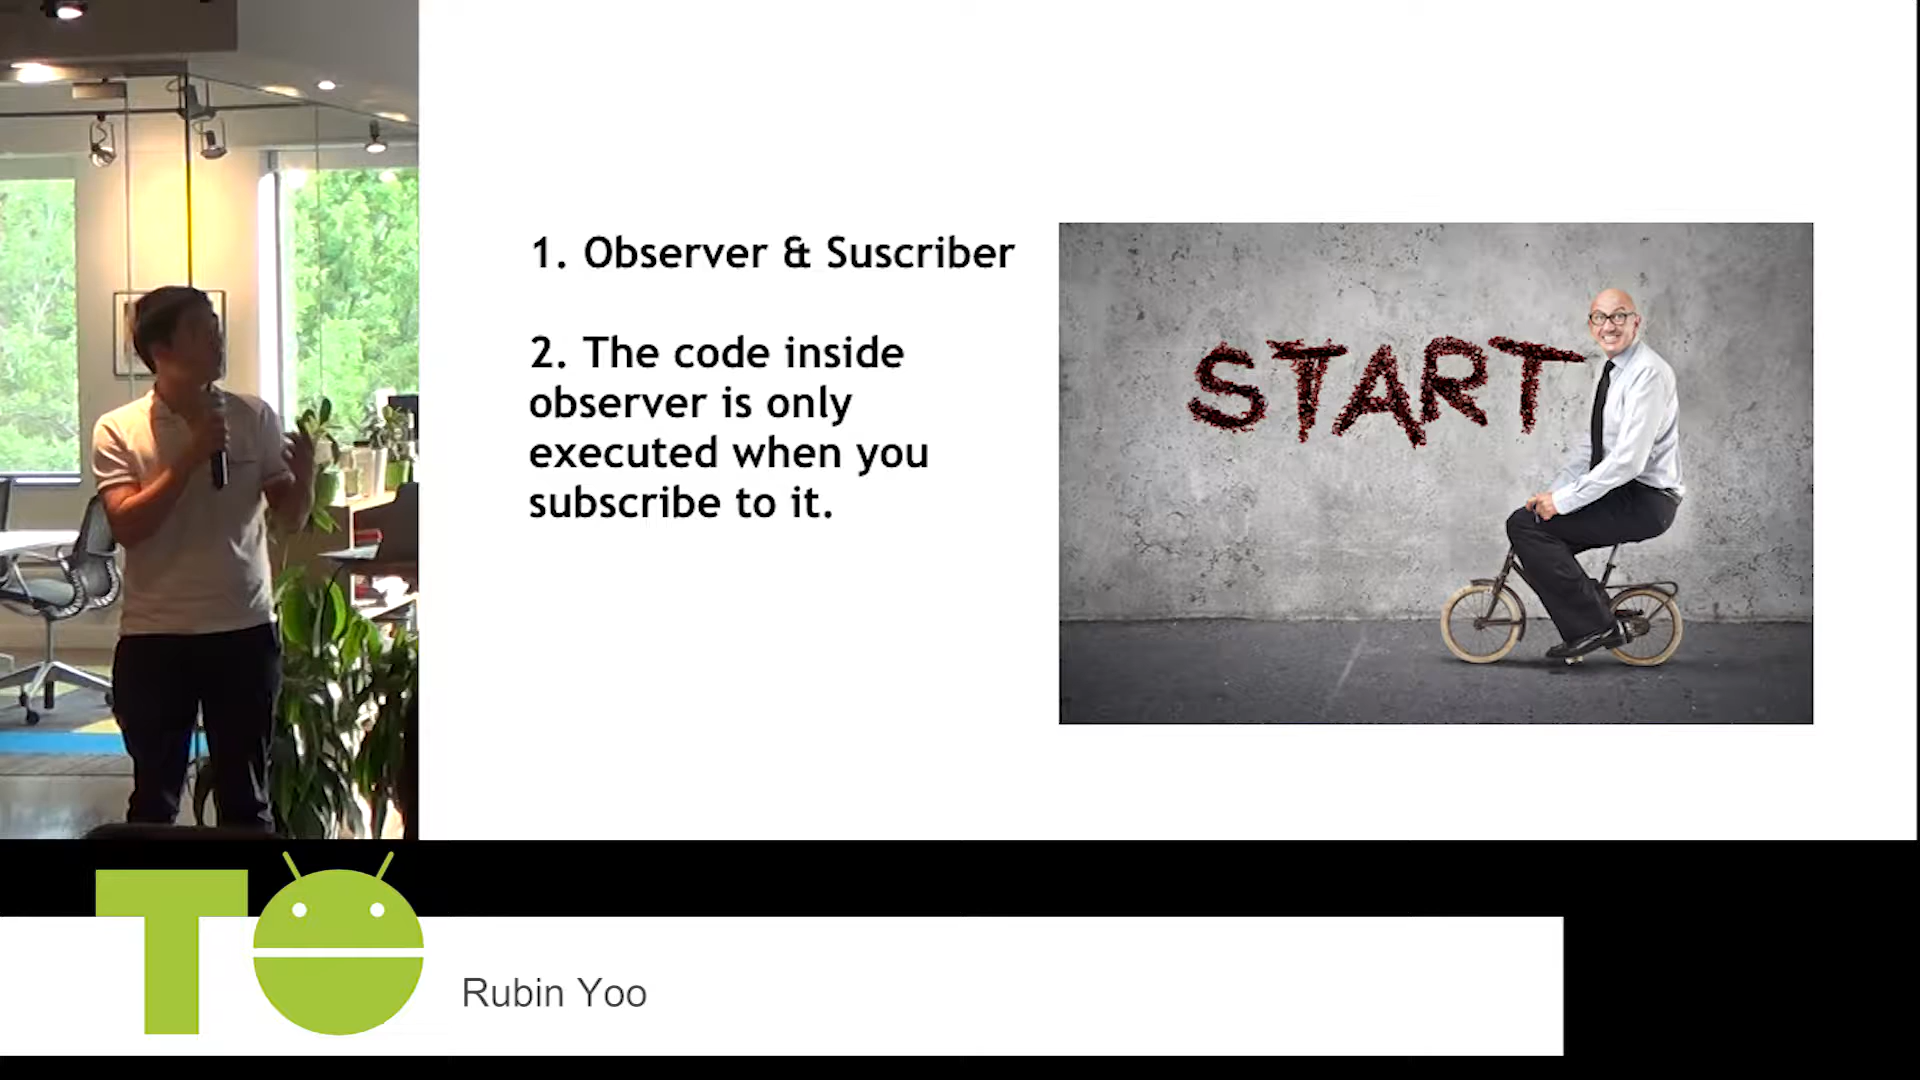 1. Observer & Suscriber
2. The code inside
observer is only
executed when you
subscribe to it.
START
TO
Rubin Yoo